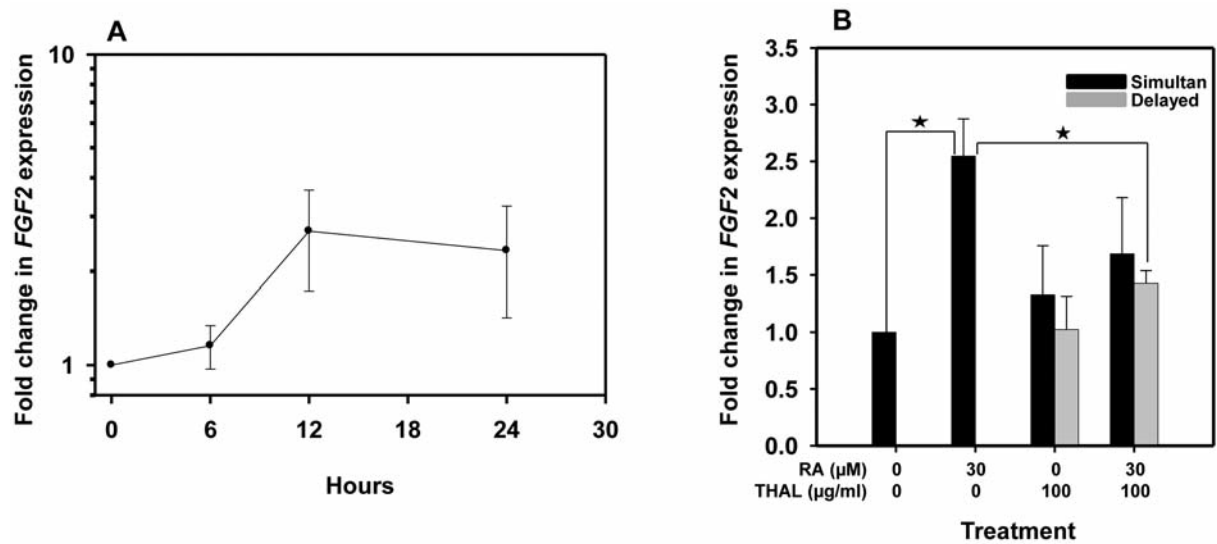 A
Fold change in FGF2 expression
10
1
0 6 12 18 24 30
Hours
B
Fold change in FGF2 expression
3.5
3.0
2.5
2.0
1.5
1.0
0.5
0.0
Simultan
Delayed
★
★
RA (µM) 0 30 0 30
THAL (µg/ml) 0 0 100 100
Treatment